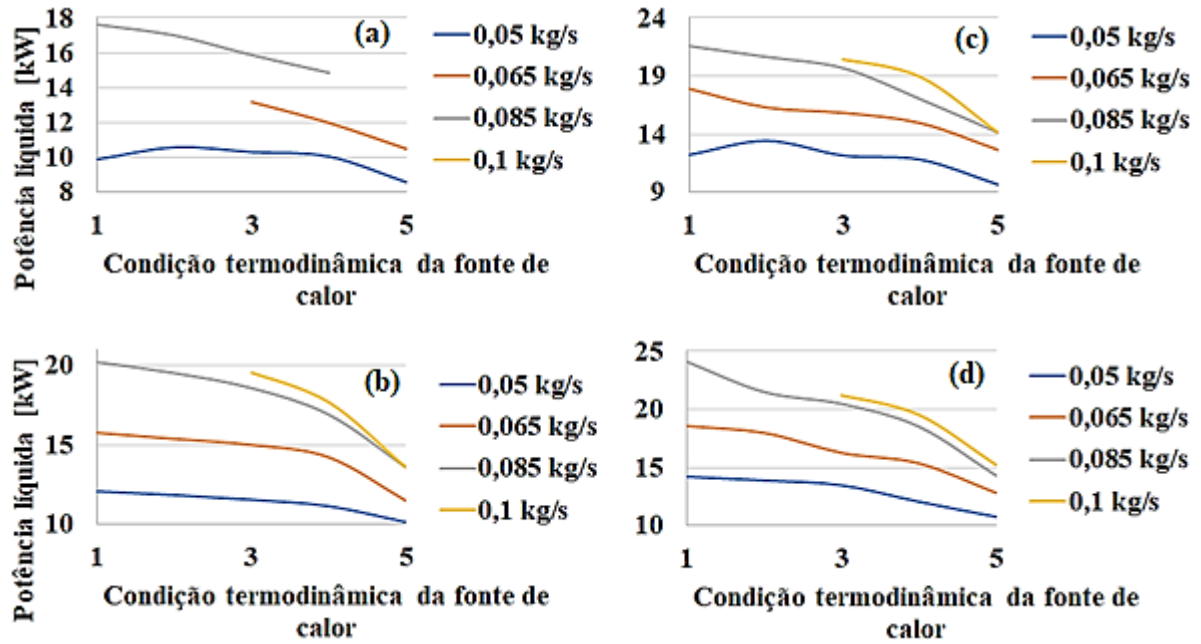 Potência líquida [kW]
18
16
14
12
10
8
(a)
1
3
5
0,05 kg/s
0,065 kg/s
0,085 kg/s
0,1 kg/s
Condição termodinâmica da fonte de
calor
24
19
14
9
(c)
1
3
5
0,05 kg/s
0,065 kg/s
0,085 kg/s
0,1 kg/s
Condição termodinâmica da fonte de
calor
Potência líquida [kW]
20
15
10
(b)
1
3
5
0,05 kg/s
0,065 kg/s
0,085 kg/s
0,1 kg/s
Condição termodinâmica da fonte de
calor
25
20
15
10
(d)
1
3
5
0,05 kg/s
0,065 kg/s
0,085 kg/s
0,1 kg/s
Condição termodinâmica da fonte de
calor